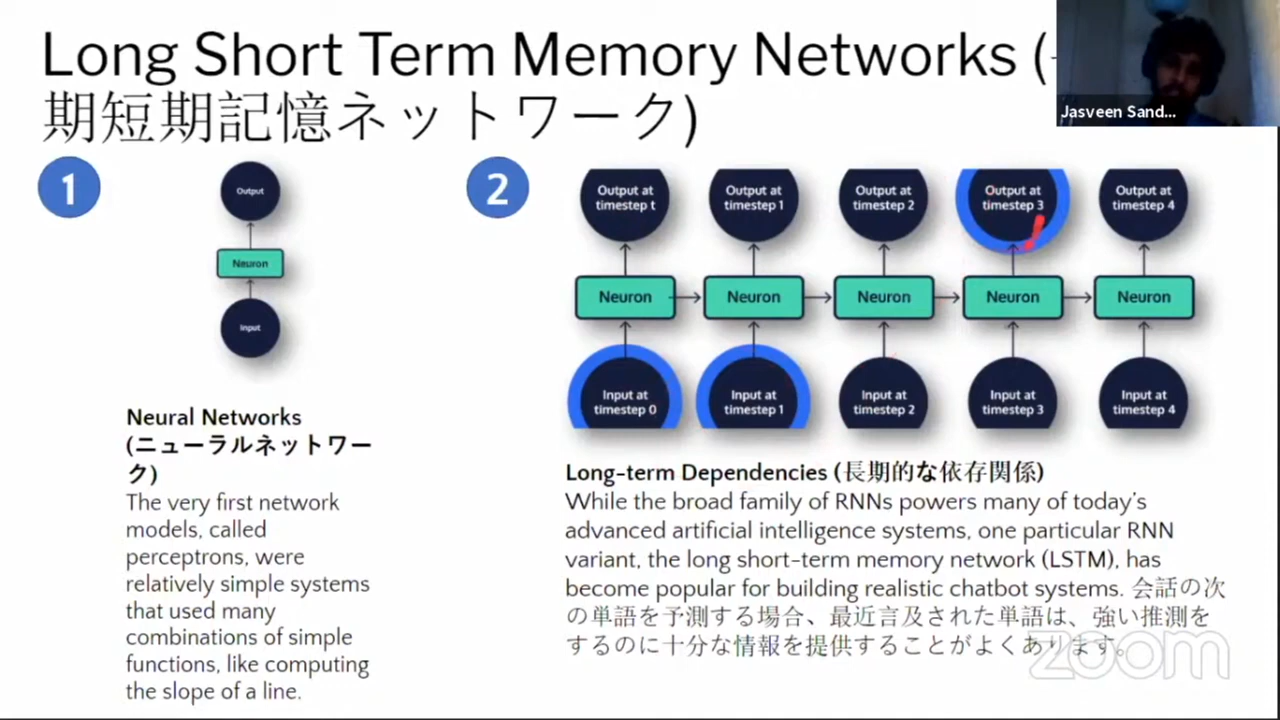 Long Short Term Memory Networks (
期短期記憶ネットワーク)
Jasveen Sand...
1
Output
Neuron
Input
Neural Networks
(ニューラルネットワー
ク)
The very first network
models, called
perceptrons, were
relatively simple systems
that used many
combinations of simple
functions, like computing
the slope of a line.
2
Output at
timestep t
Output at
timestep 1
Output at
timestep 2
Output at
timestep 3
Output at
timestep 4
Neuron
Neuron
Neuron
Neuron
Neuron
Input at
timestep 0
Input at
timestep 1
Input at
timestep 2
Input at
timestep 3
Input at
timestep 4
Long-term Dependencies (長期的な依存関係)
While the broad family of RNNs powers many of today's
advanced artificial intelligence systems, one particular RNN
variant, the long short-term memory network (LSTM), has
become popular for building realistic chatbot systems. 会話の次
の単語を予測する場合、最近言及された単語は、強い推測を
するのに十分な情報を提供することがよくあります。
zoom